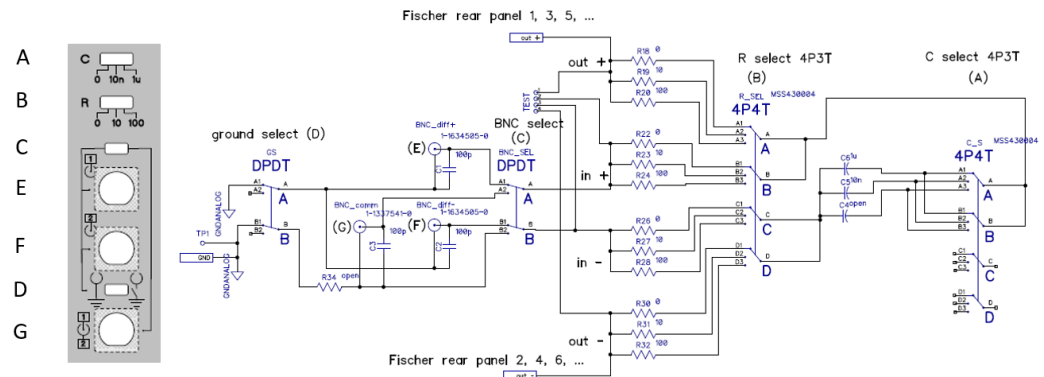 Fischer rear panel 1, 3, 5, ...
out +
out +
R18 0
R19 10
R20 100
R select 4P3T
(B)
C select 4P3T
(A)
A
C
0 10n 1u
B
R
0 10 100
C
E
1
F
2
D
G
1
2
ground select (D)
GS
DPDT
A1
A2
A
A
B1
B2
B
B
GNDANALOG
TP1
GND
GNDANALOG
R34 open
BNC_diff+
1-1634505-0
(E)
100p
C1
BNC_comm
1-1337541-0
(G)
100p
C3
BNC_diff-
1-1634505-0
(F)
100p
C2
TEST
BNC select
(C)
BNC_SEL
DPDT
A1
A2
A
A
B1
B2
B
B
R22 0
R23 10
R24 100
in +
R26 0
R27 10
R28 100
in -
R30 0
R31 10
R32 100
out -
R_SEL MSS430004
4P4T
A1
A2
A3
A
A
B1
B2
B3
B
B
C1
C2
C3
C
C
D1
D2
D3
D
D
C6 1u
C5 10n
C4 open
C_S MSS430004
4P4T
A1
A2
A3
A
A
B1
B2
B3
B
B
C1
C2
C3
C
C
D1
D2
D3
D
D
Fischer rear panel 2, 4, 6, ...
out -